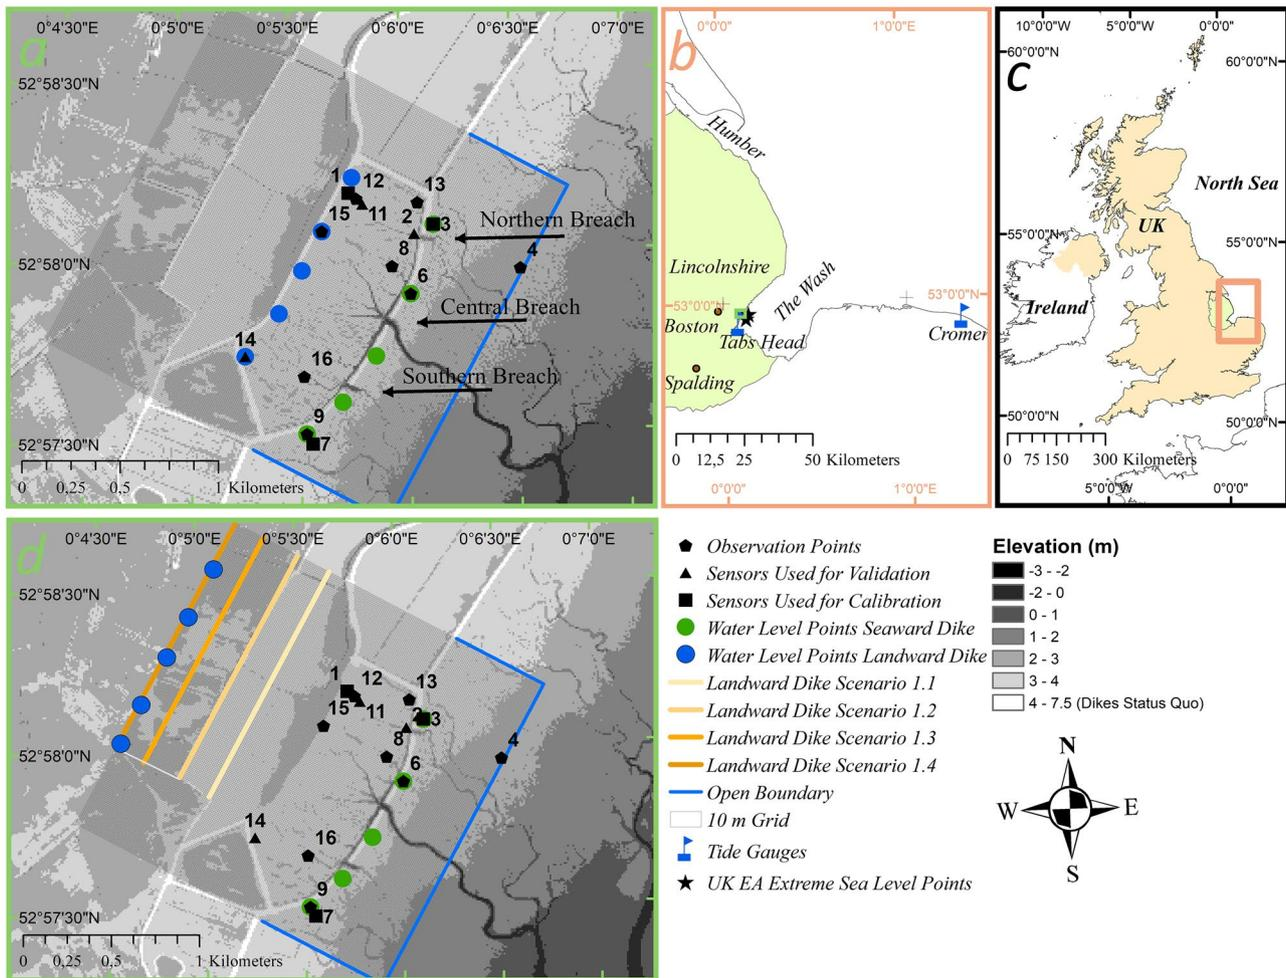 a
0°4'30"E 0°5'0"E 0°5'30"E 0°6'0"E 0°6'30"E 0°7'0"E
52°58'30"N
52°58'0"N
52°57'30"N
1 12
13
15 11
2 3
Northern Breach
8
4
6
Central Breach
14
16
Southern Breach
9
7
0 0,25 0,5 1 Kilometers
b
0°0'0" 1°0'0"E
Humber
Lincolnshire
The Wash
53°0'0"N
53°0'0"N
Boston
Tabs Head
Cromer
Spalding
0 12,5 25 50 Kilometers
0°0'0" 1°0'0"E
c
10°0'0"W 5°0'0"W 0°0'0"
60°0'0"N
60°0'0"N
North Sea
UK
55°0'0"N
55°0'0"N
Ireland
50°0'0"N
50°0'0"N
0 75 150 300 Kilometers
5°0'0"W 0°0'0"
d
0°4'30"E 0°5'0"E 0°5'30"E 0°6'0"E 0°6'30"E 0°7'0"E
52°58'30"N
52°58'0"N
52°57'30"N
1 12
13
15 11
2 3
8
4
6
14
16
9
7
0 0,25 0,5 1 Kilometers
Observation Points
Sensors Used for Validation
Sensors Used for Calibration
Water Level Points Seaward Dike
Water Level Points Landward Dike
Landward Dike Scenario 1.1
Landward Dike Scenario 1.2
Landward Dike Scenario 1.3
Landward Dike Scenario 1.4
Open Boundary
10 m Grid
Tide Gauges
UK EA Extreme Sea Level Points
Elevation (m)
-3 - -2
-2 - 0
0 - 1
1 - 2
2 - 3
3 - 4
4 - 7.5 (Dikes Status Quo)
N
W E
S